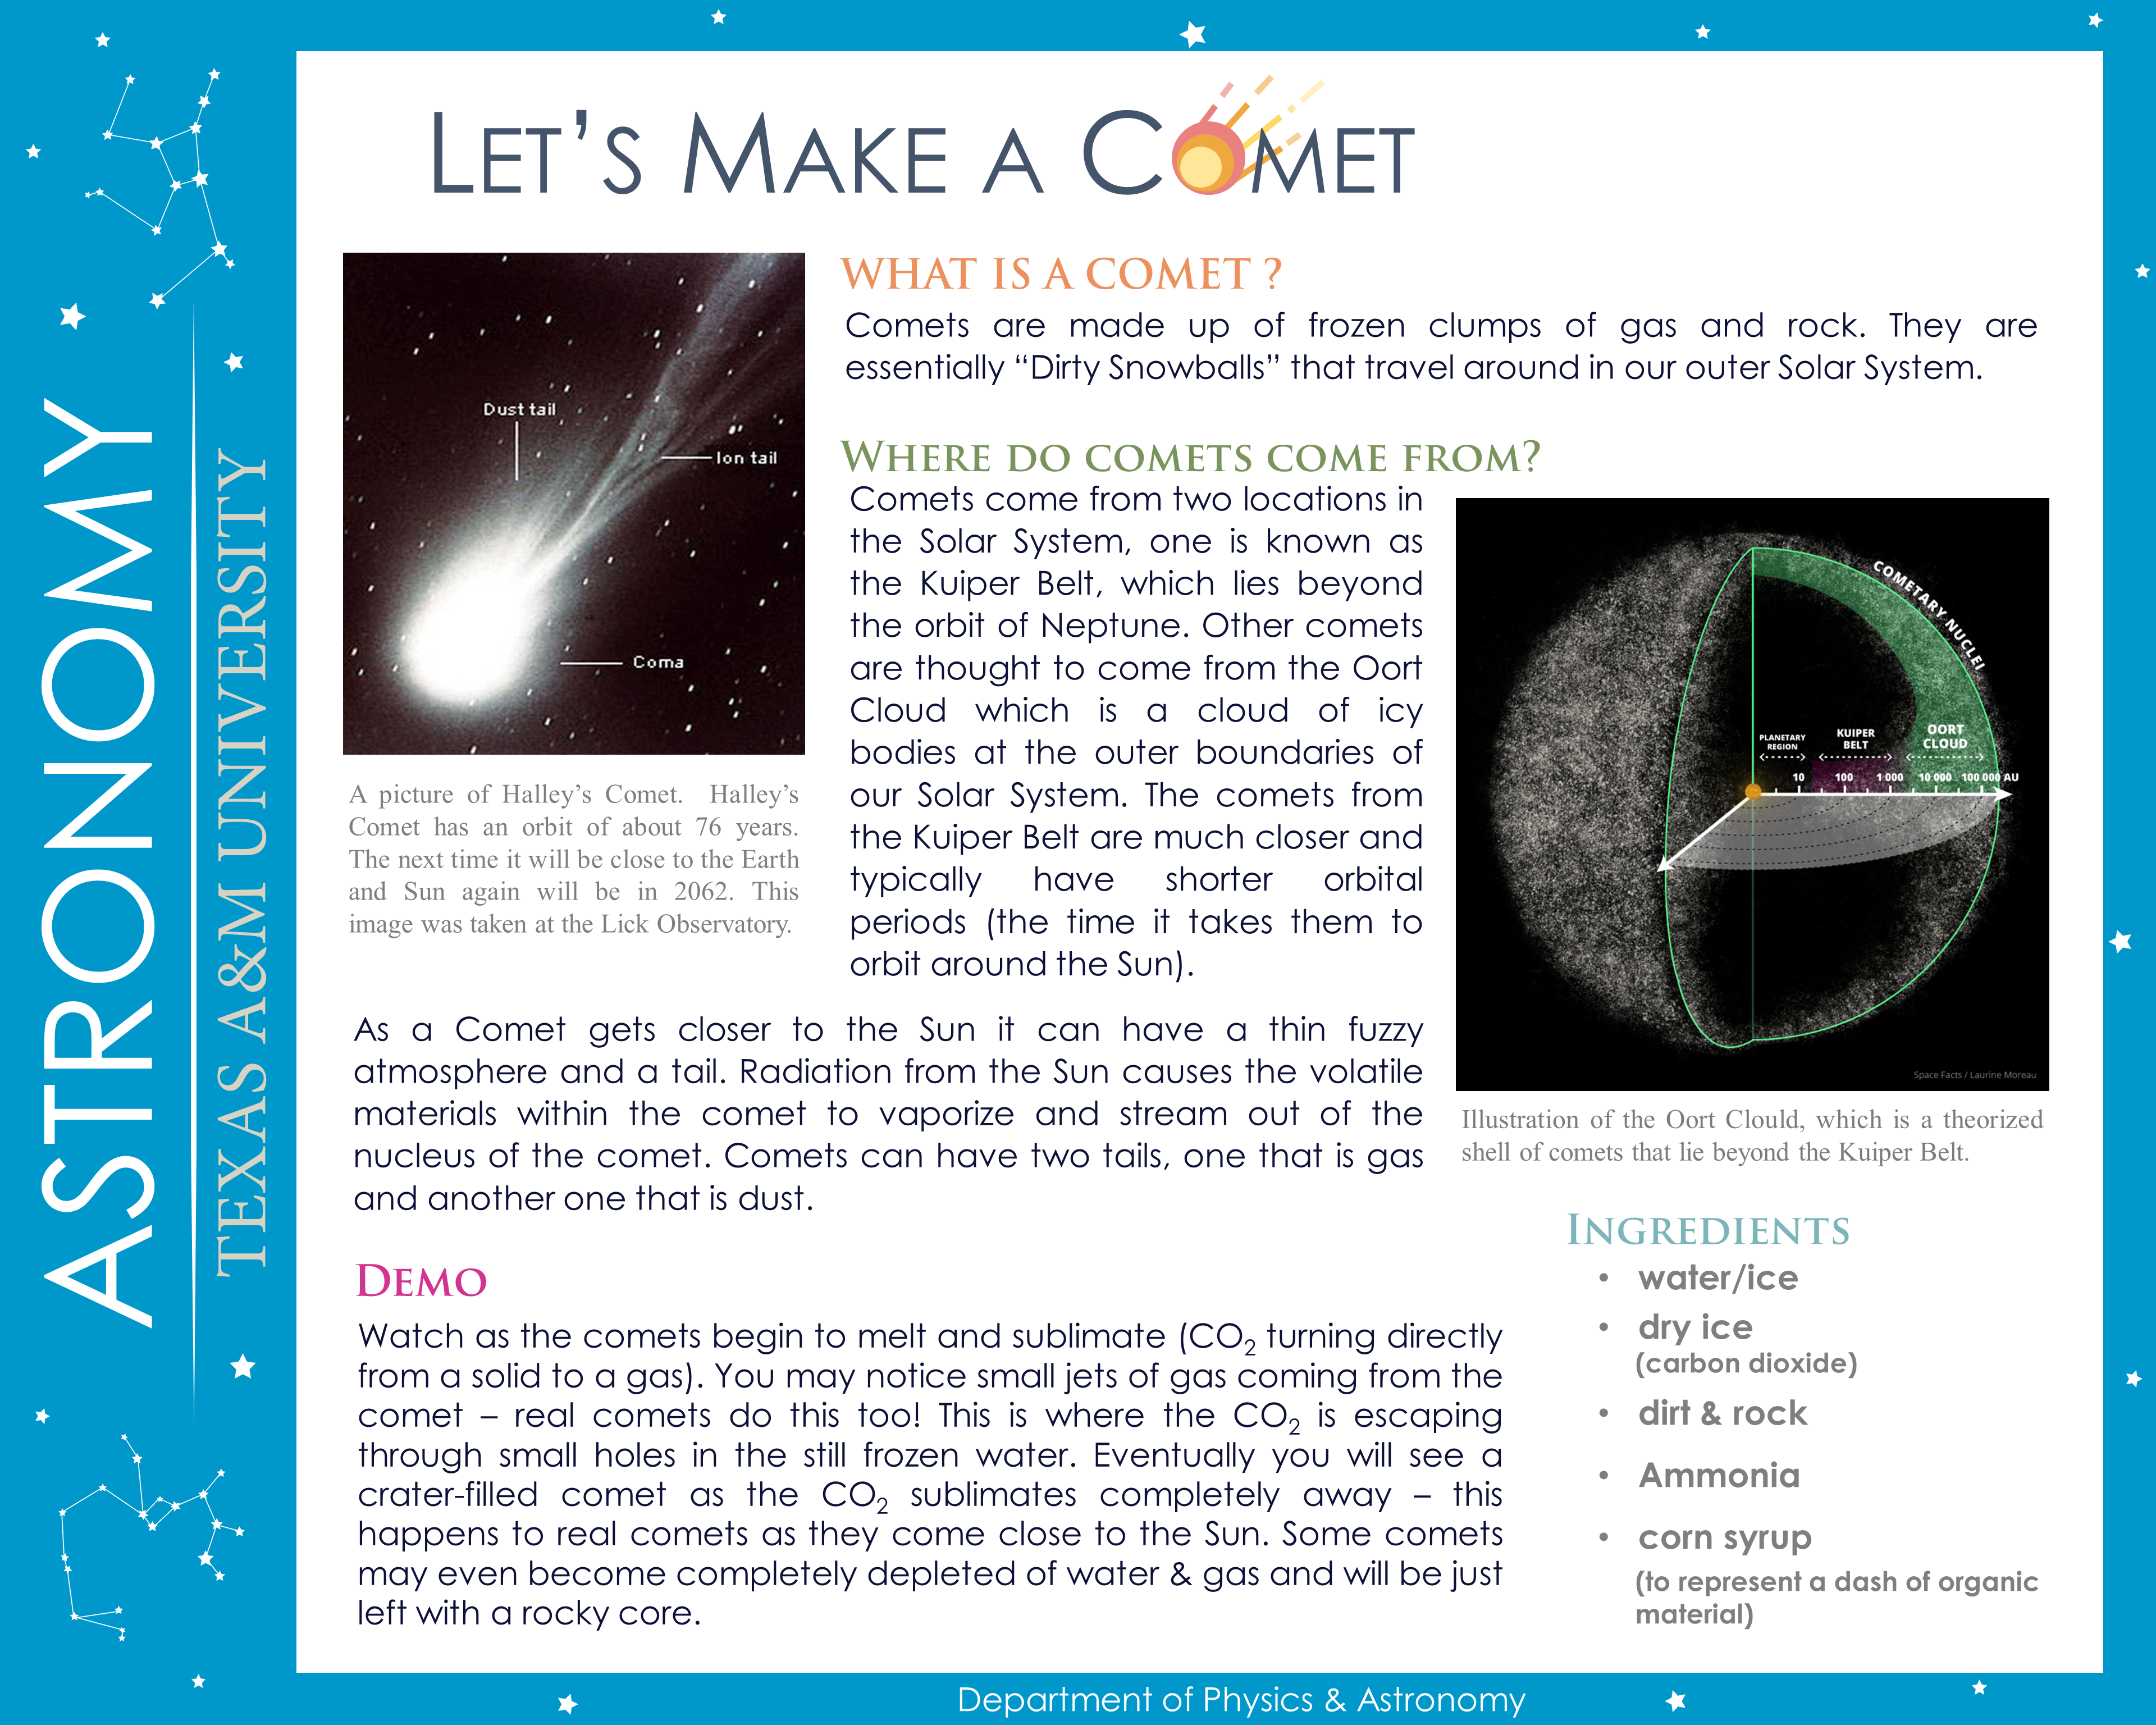 ASTRONOMY
TEXAS A&M UNIVERSITY
LET'S MAKE A COMET
Dust tail
Ion tail
Coma
A picture of Halley's Comet. Halley's
Comet has an orbit of about 76 years.
The next time it will be close to the Earth
and Sun again will be in 2062. This
image was taken at the Lick Observatory.
WHAT IS A COMET ?
Comets are made up of frozen clumps of gas and rock. They are
essentially “Dirty Snowballs” that travel around in our outer Solar System.
WHERE DO COMETS COME FROM?
Comets come from two locations in
the Solar System, one is known as
the Kuiper Belt, which lies beyond
the orbit of Neptune. Other comets
are thought to come from the Oort
Cloud which is a cloud of icy
bodies at the outer boundaries of
our Solar System. The comets from
the Kuiper Belt are much closer and
typically have shorter orbital
periods (the time it takes them to
orbit around the Sun).
As a Comet gets closer to the Sun it can have a thin fuzzy
atmosphere and a tail. Radiation from the Sun causes the volatile
materials within the comet to vaporize and stream out of the
nucleus of the comet. Comets can have two tails, one that is gas
and another one that is dust.
COMETARY NUCLEI
PLANETARY
REGION
KUIPER
BELT
OORT
CLOUD
10 100 1 000 10 000 100 000 AU
Space Facts / Laurine Moreau
Illustration of the Oort Clould, which is a theorized
shell of comets that lie beyond the Kuiper Belt.
DEMO
Watch as the comets begin to melt and sublimate (CO₂ turning directly
from a solid to a gas). You may notice small jets of gas coming from the
comet – real comets do this too! This is where the CO₂ is escaping
through small holes in the still frozen water. Eventually you will see a
crater-filled comet as the CO₂ sublimates completely away – this
happens to real comets as they come close to the Sun. Some comets
may even become completely depleted of water & gas and will be just
left with a rocky core.
INGREDIENTS
• water/ice
• dry ice
(carbon dioxide)
• dirt & rock
• Ammonia
• corn syrup
(to represent a dash of organic
material)
Department of Physics & Astronomy